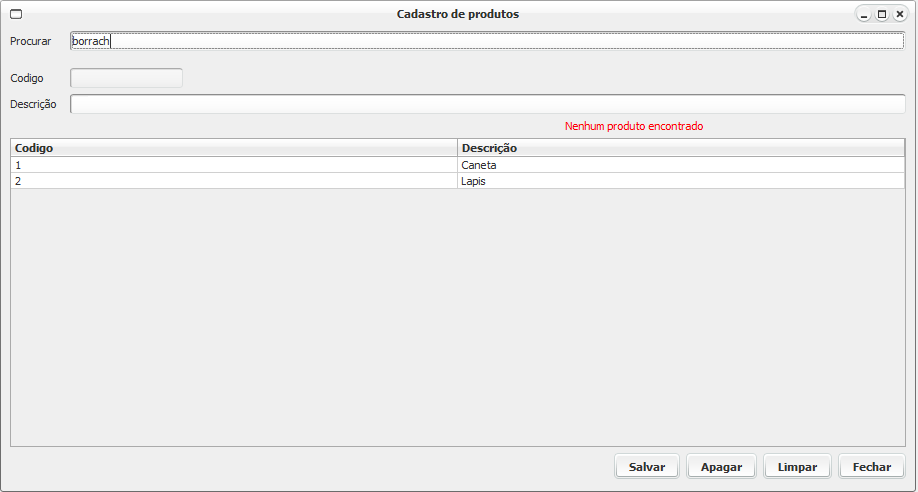 Cadastro de produtos
Procurar borrach
Codigo
Descrição
Nenhum produto encontrado
Codigo Descrição
1 Caneta
2 Lapis
Salvar Apagar Limpar Fechar